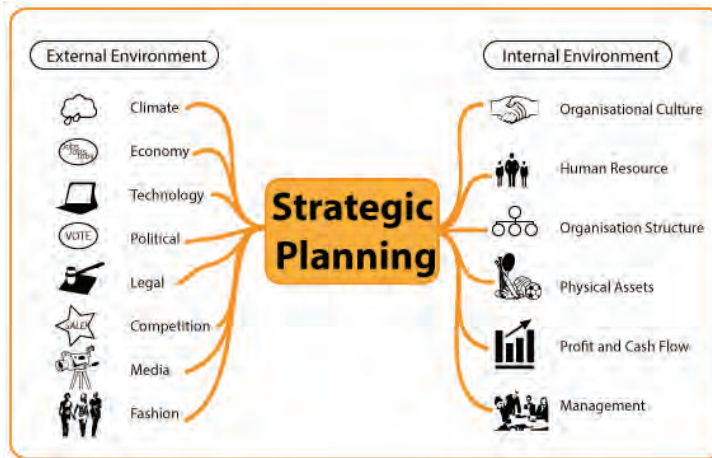 External Environment
Climate
Economy
Technology
VOTE
Political
Legal
Competition
Media
Fashion
Strategic
Planning
Internal Environment
Organisational Culture
Human Resource
Organisation Structure
Physical Assets
Profit and Cash Flow
Management